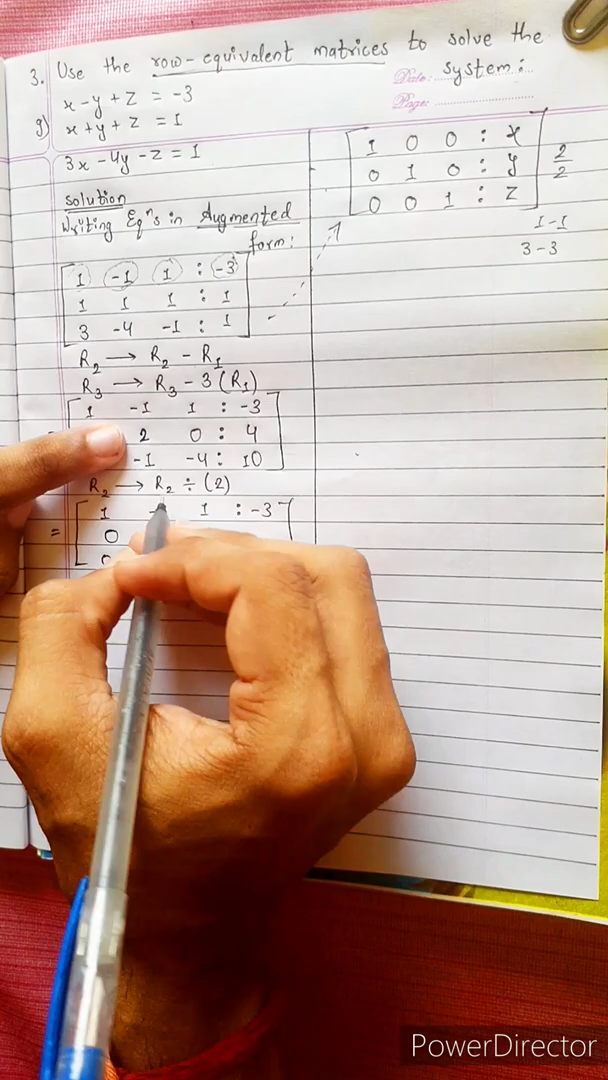 3. Use the row-equivalent matrices to solve the
system:
Date:
Page:
g) x - y + z = -3
x + y + z = 1
3x - 4y - z = 1
Solution
Writing Eqⁿs in Augmented
form:
1 -1 1 : -3
1 1 1 : 1
3 -4 -1 : 1
R₂ → R₂ - R₁
R₃ → R₃ - 3(R₁)
1 -1 1 : -3
2 0 : 4
-1 -4 : 10
R₂ → R₂ ÷ (2)
= 1 1 : -3
0
0
1 0 0 : x
0 1 0 : y
0 0 1 : z
2/2
1-1
3-3
PowerDirector